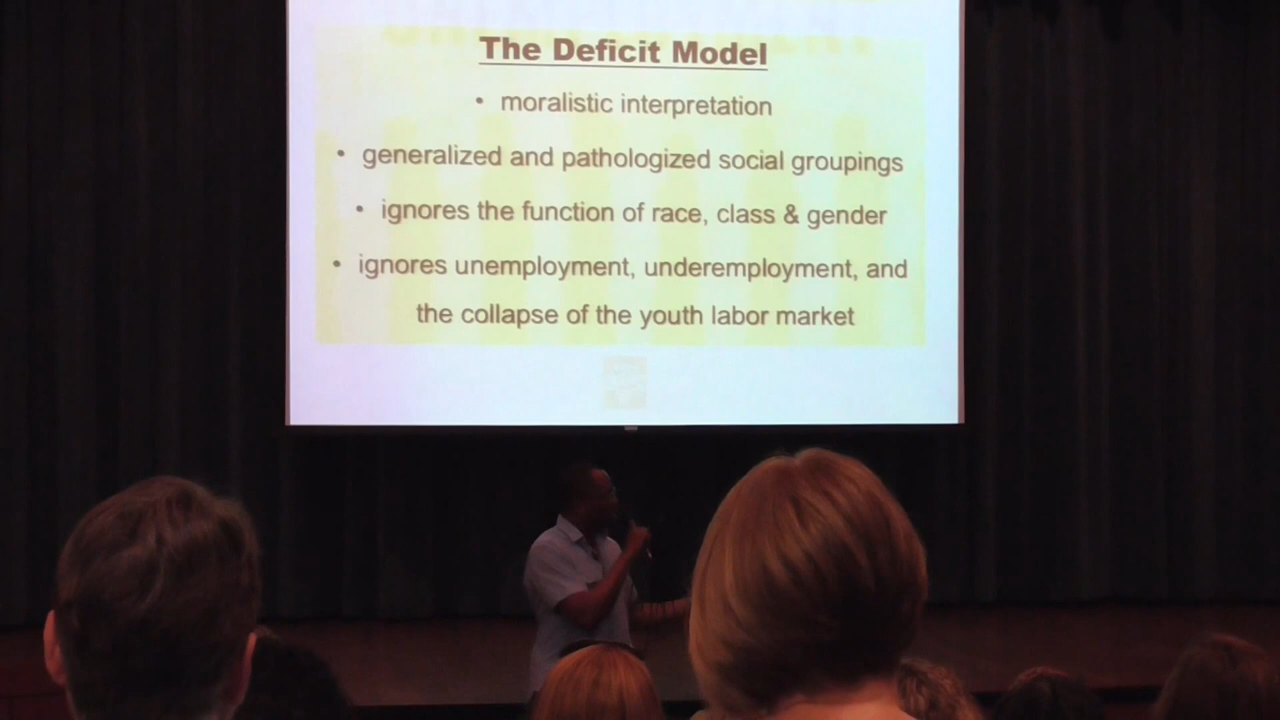 The Deficit Model
• moralistic interpretation
• generalized and pathologized social groupings
• ignores the function of race, class & gender
• ignores unemployment, underemployment, and
the collapse of the youth labor market